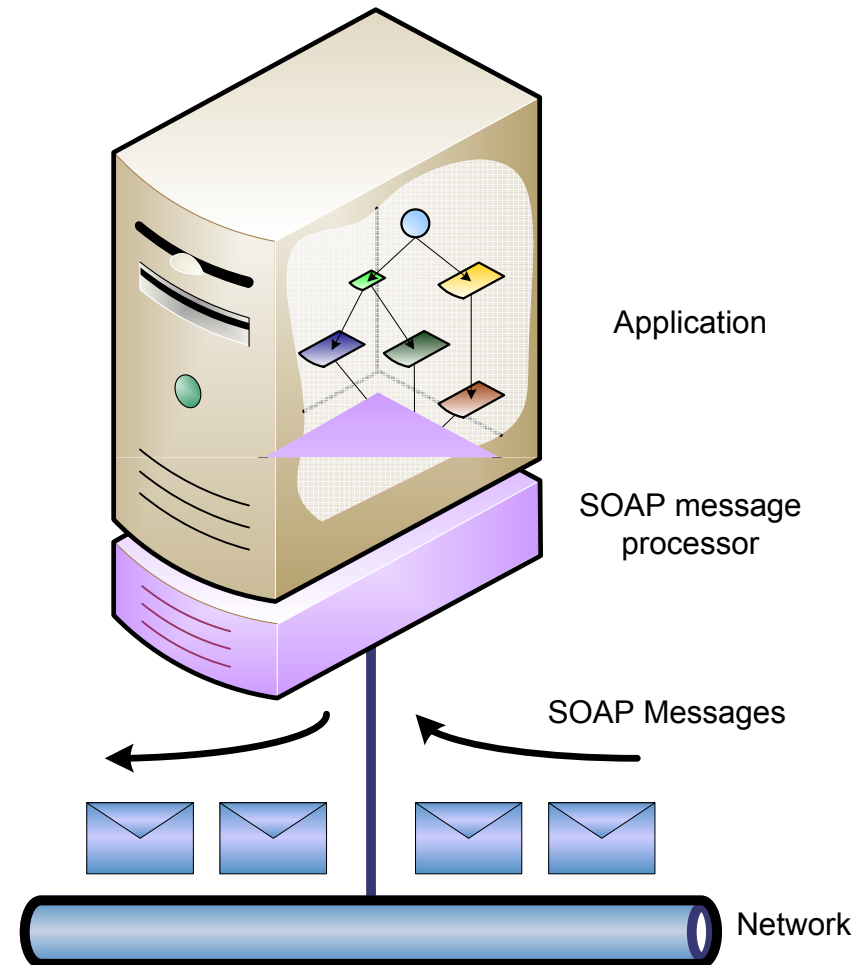 Application
SOAP message
processor
SOAP Messages
Network